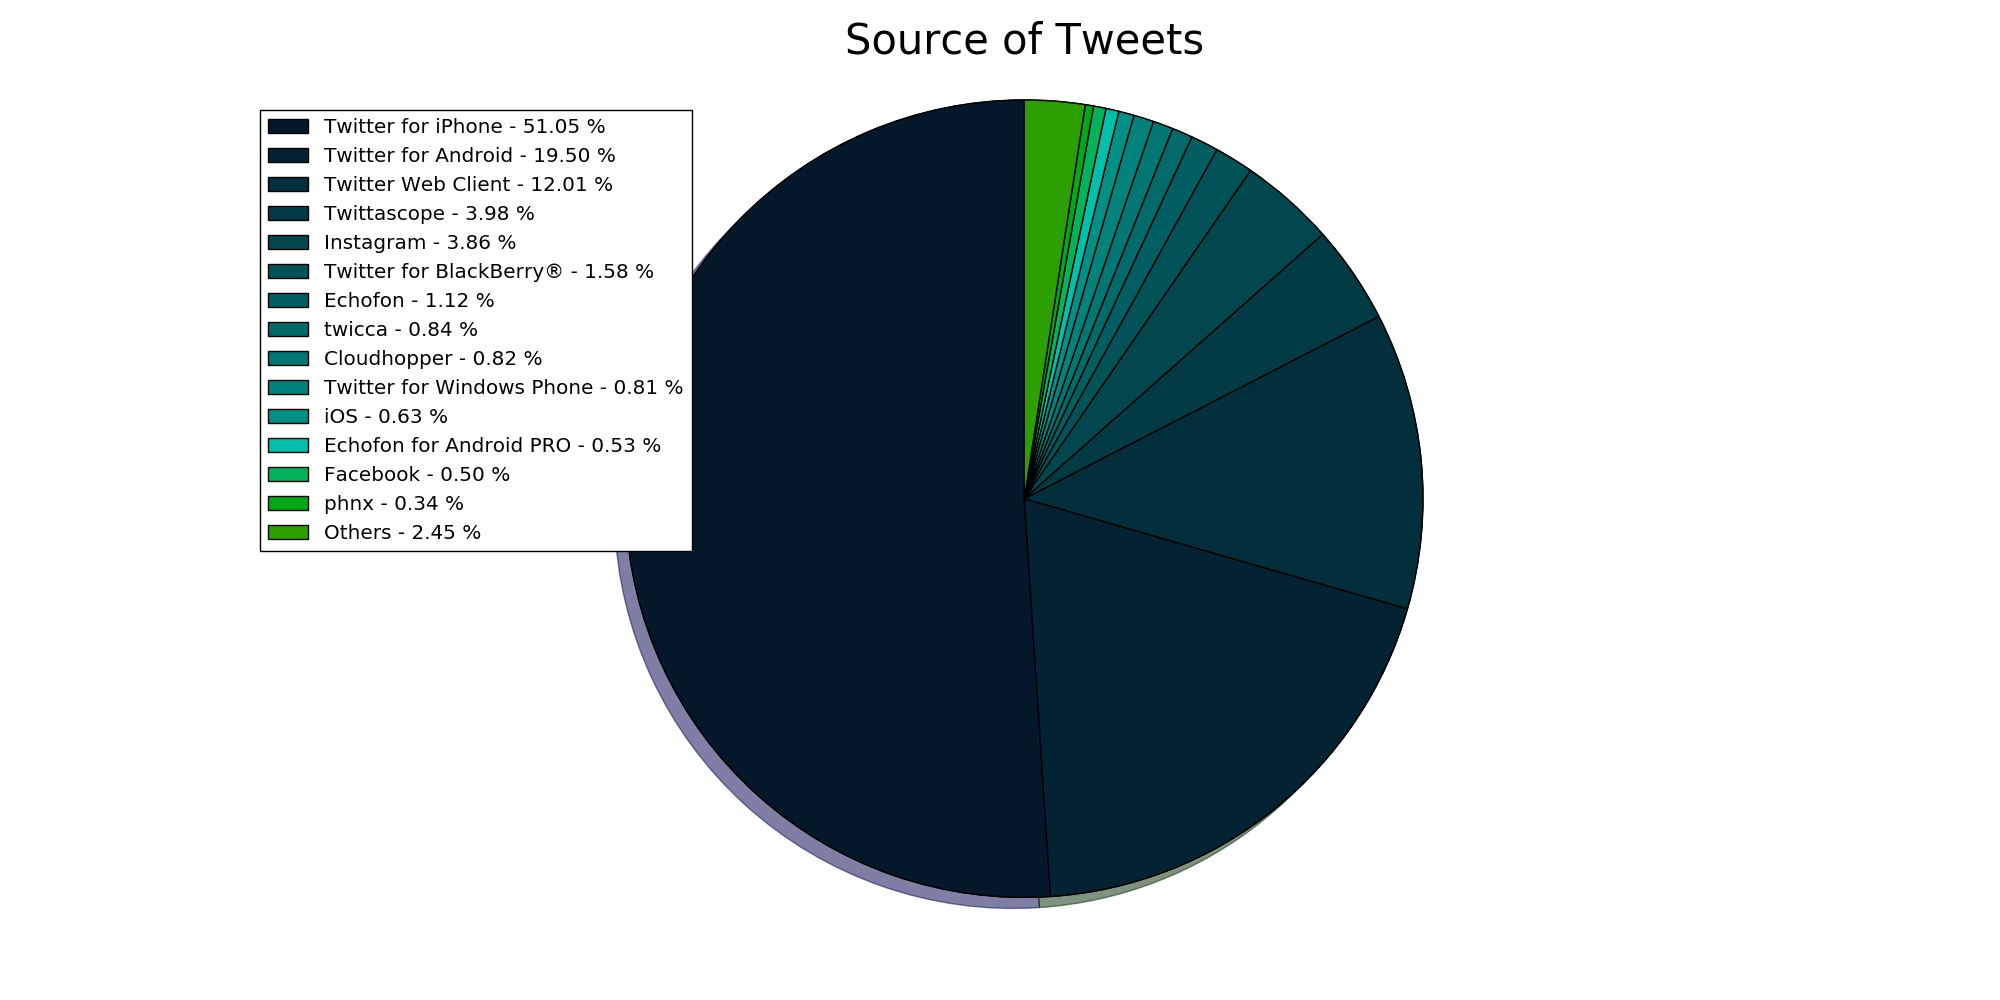 Source of Tweets
Twitter for iPhone - 51.05 %
Twitter for Android - 19.50 %
Twitter Web Client - 12.01 %
Twittascope - 3.98 %
Instagram - 3.86 %
Twitter for BlackBerry® - 1.58 %
Echofon - 1.12 %
twicca - 0.84 %
Cloudhopper - 0.82 %
Twitter for Windows Phone - 0.81 %
iOS - 0.63 %
Echofon for Android PRO - 0.53 %
Facebook - 0.50 %
phnx - 0.34 %
Others - 2.45 %